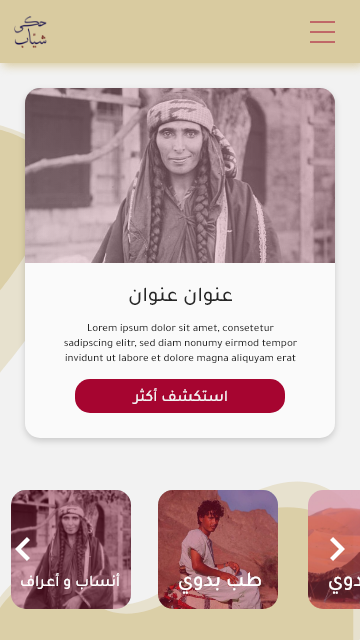 حكي
شياب
عنوان عنوان
Lorem ipsum dolor sit amet, consetetur
sadipscing elitr, sed diam nonumy eirmod tempor
invidunt ut labore et dolore magna aliquyam erat
استكشف أكثر
أنساب و أعراف
طب بدوي
دوي